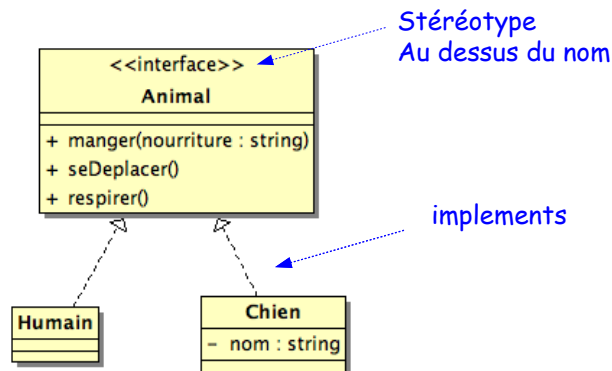 Stéréotype
Au dessus du nom
<<interface>>
Animal
+ manger(nourriture : string)
+ seDeplacer()
+ respirer()
implements
Humain
Chien
- nom : string